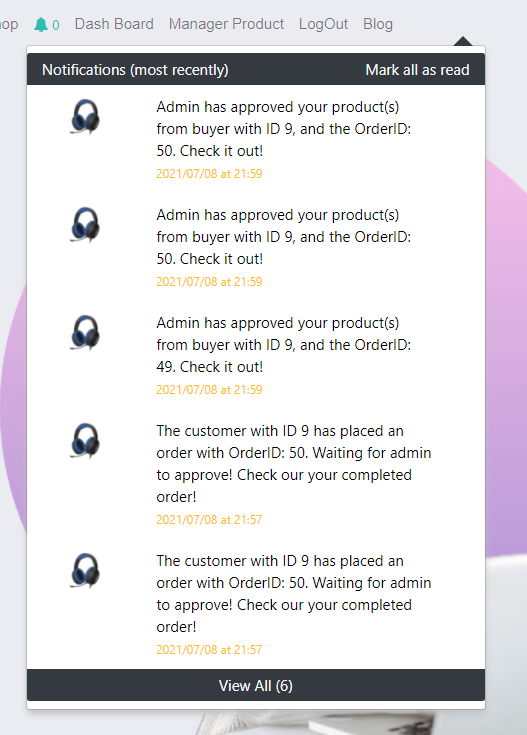 op 0 Dash Board Manager Product LogOut Blog
Notifications (most recently) Mark all as read
Admin has approved your product(s)
from buyer with ID 9, and the OrderID:
50. Check it out!
2021/07/08 at 21:59
Admin has approved your product(s)
from buyer with ID 9, and the OrderID:
50. Check it out!
2021/07/08 at 21:59
Admin has approved your product(s)
from buyer with ID 9, and the OrderID:
49. Check it out!
2021/07/08 at 21:59
The customer with ID 9 has placed an
order with OrderID: 50. Waiting for admin
to approve! Check our your completed
order!
2021/07/08 at 21:57
The customer with ID 9 has placed an
order with OrderID: 50. Waiting for admin
to approve! Check our your completed
order!
2021/07/08 at 21:57
View All (6)